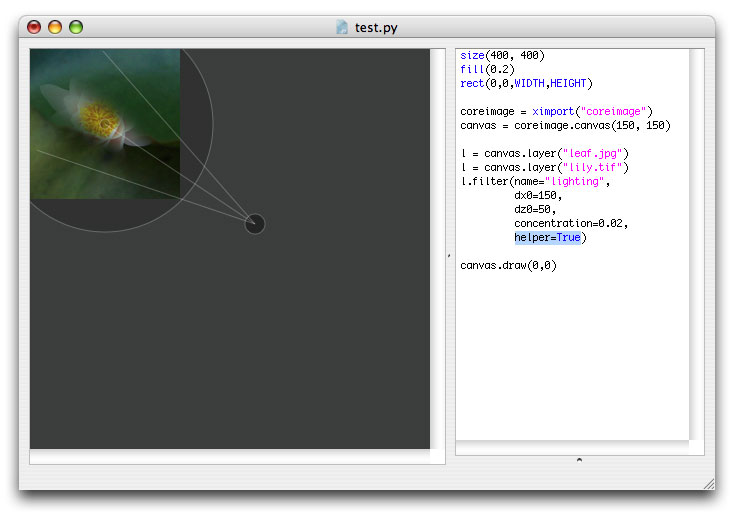 test.py
size(400, 400)
fill(0.2)
rect(0,0,WIDTH,HEIGHT)
coreimage = ximport("coreimage")
canvas = coreimage.canvas(150, 150)
l = canvas.layer("leaf.jpg")
l = canvas.layer("lily.tif")
l.filter(name="lighting",
dx0=150,
dz0=50,
concentration=0.02,
helper=True)
canvas.draw(0,0)